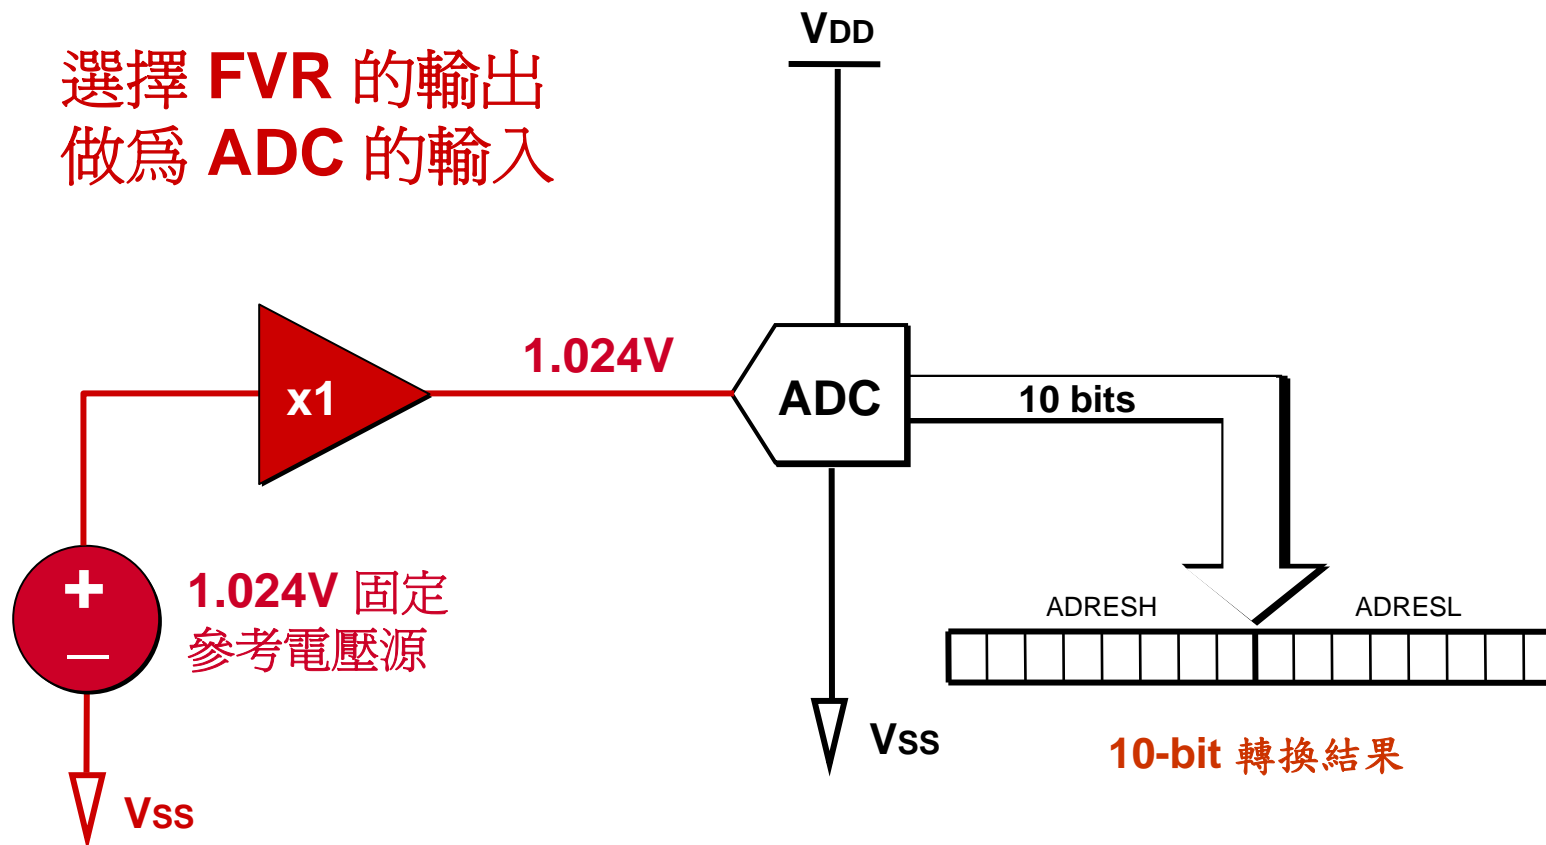 選擇 FVR 的輸出
做爲 ADC 的輸入
VDD
x1
1.024V
ADC
10 bits
1.024V 固定
參考電壓源
ADRESH
ADRESL
VSS
10-bit 轉換結果
VSS